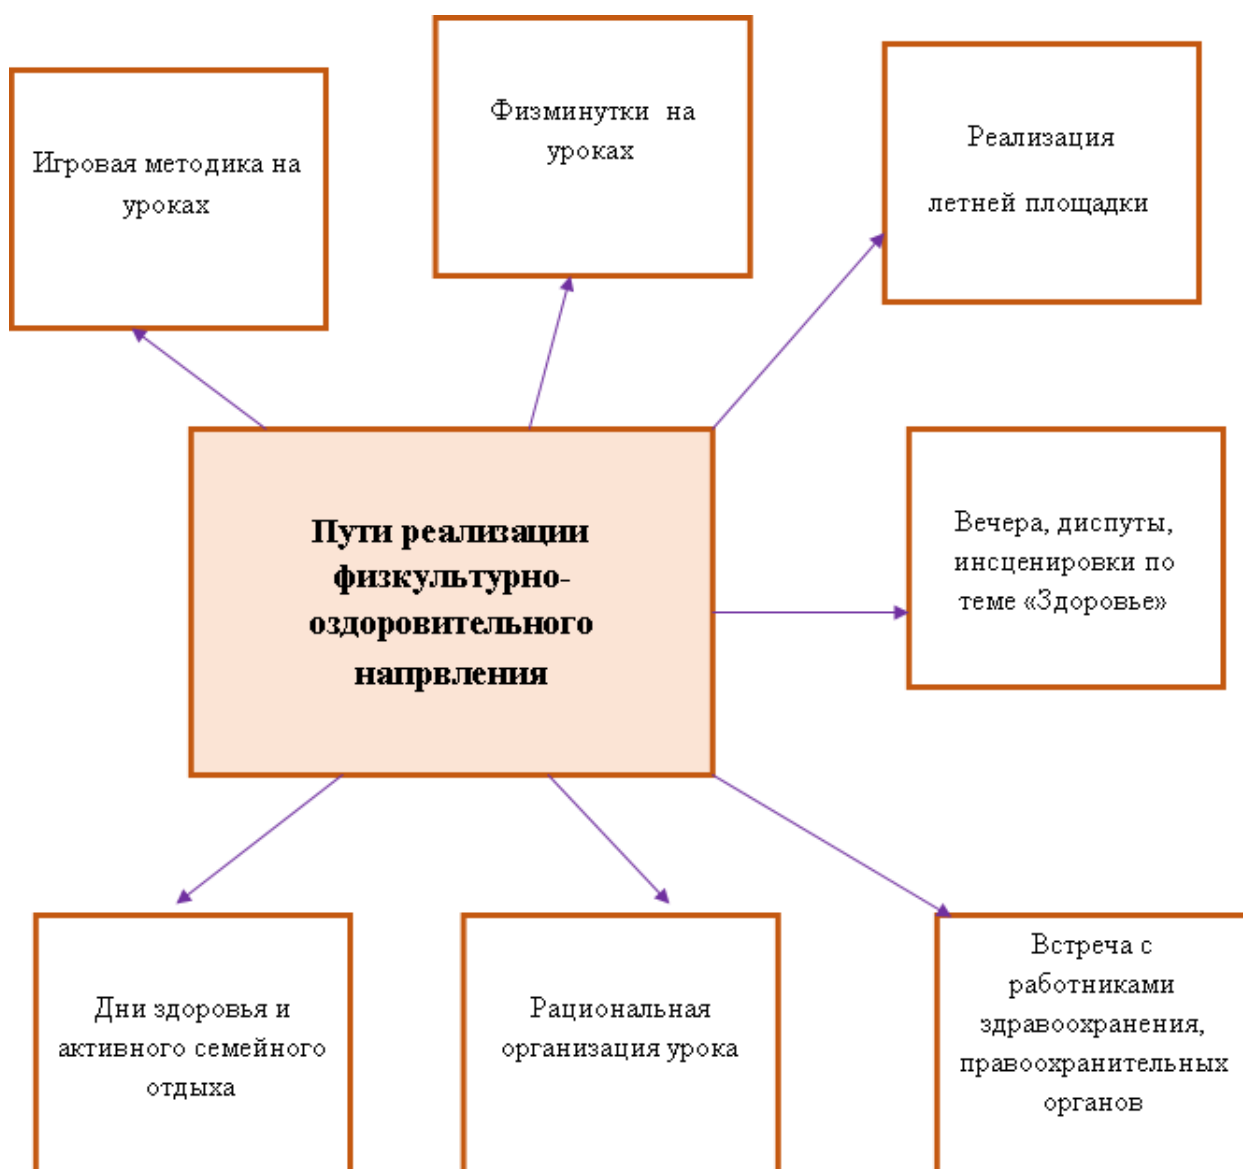 Игровая методика на
уроках
Физминутки на
уроках
Реализация
летней площадки
Пути реализации
физкультурно-
оздоровительного
напрвления
Вечера, диспуты,
инсценировки по
теме «Здоровье»
Дни здоровья и
активного семейного
отдыха
Рациональная
организация урока
Встреча с
работниками
здравоохранения,
правоохранительных
органов